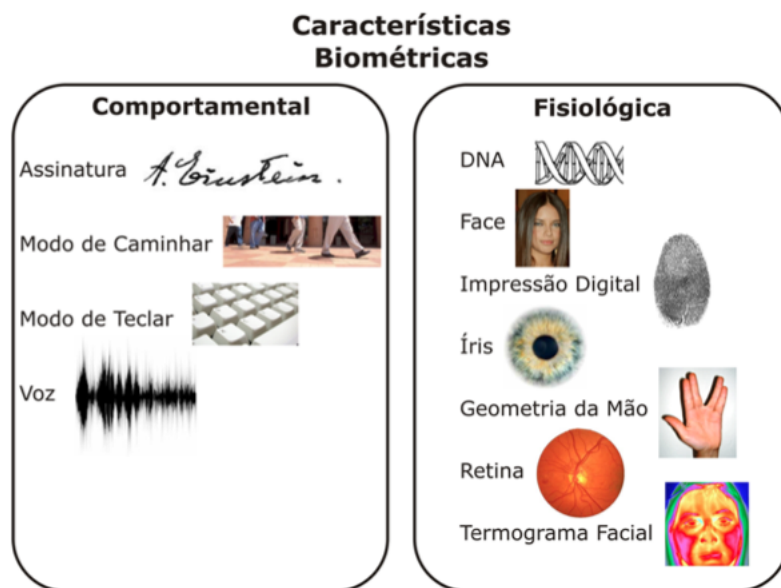 Características
Biométricas
Comportamental
Assinatura
A. Einstein.
Modo de Caminhar
Modo de Teclar
Voz
Fisiológica
DNA
Face
Impressão Digital
Íris
Geometria da Mão
Retina
Termograma Facial